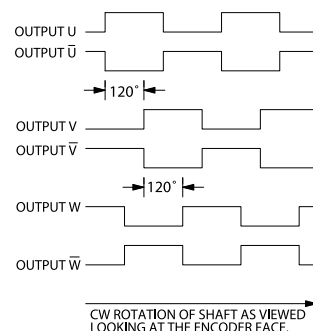 OUTPUT U
OUTPUT U̅
120°
OUTPUT V
OUTPUT V̅
120°
OUTPUT W
OUTPUT W̅
CW ROTATION OF SHAFT AS VIEWED
LOOKING AT THE ENCODER FACE.